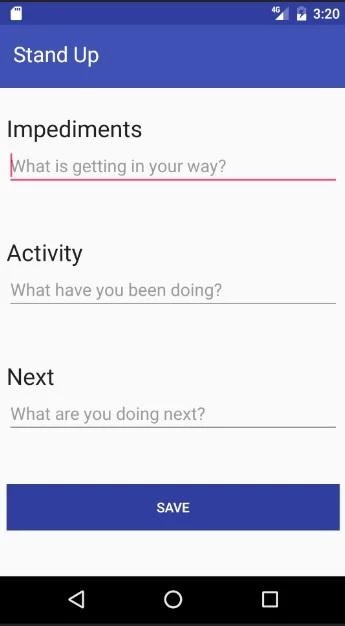 4G 3:20
Stand Up
Impediments
What is getting in your way?
Activity
What have you been doing?
Next
What are you doing next?
SAVE